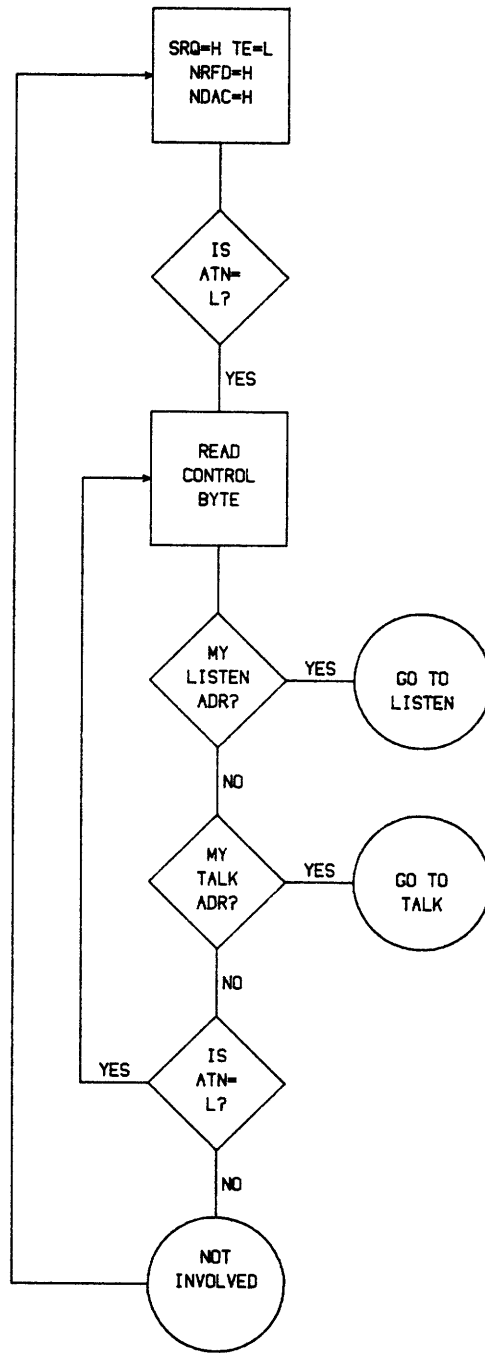 SRQ=H TE=L
NRFD=H
NDAC=H
IS
ATN=
L?
YES
READ
CONTROL
BYTE
MY
LISTEN
ADR?
YES
GO TO
LISTEN
NO
MY
TALK
ADR?
YES
GO TO
TALK
NO
IS
ATN=
L?
YES
NO
NOT
INVOLVED